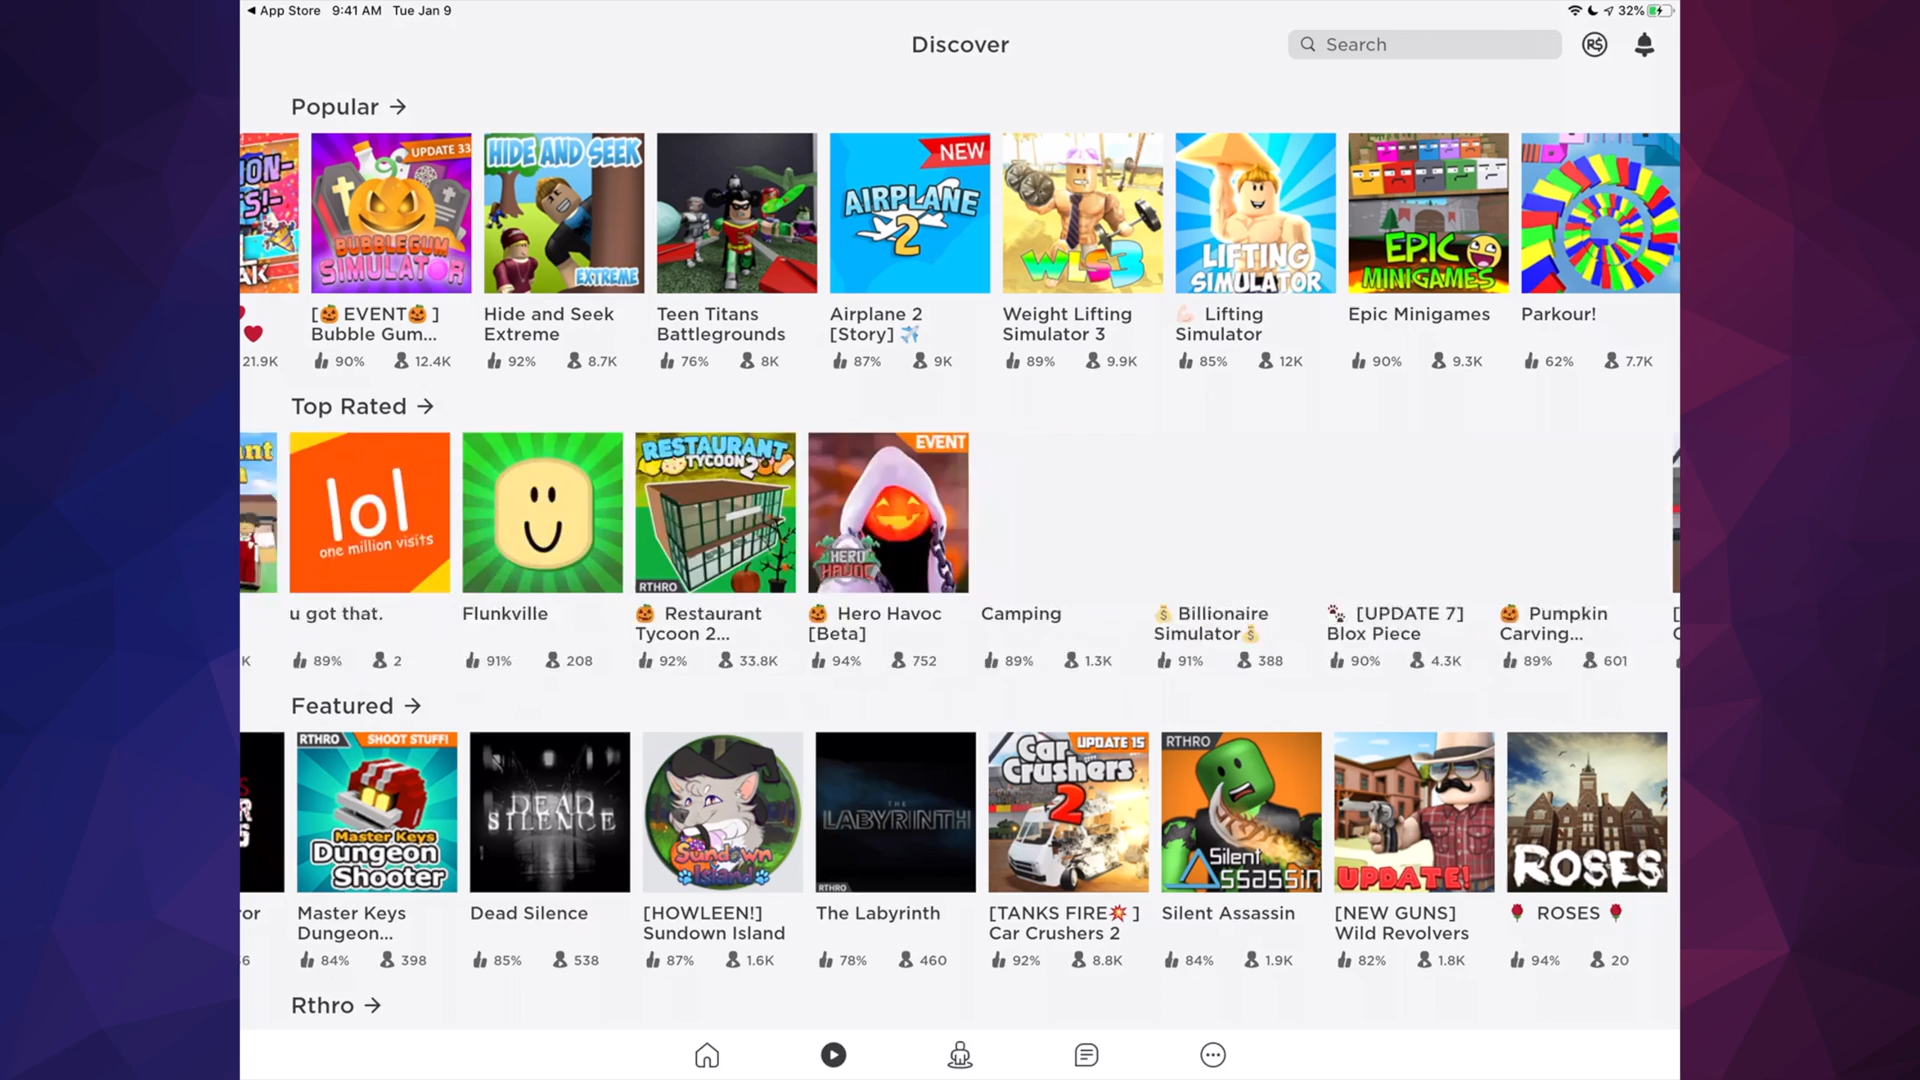 App Store 9:41 AM Tue Jan 9
32%
Discover
Search
R$
Popular →
ION-
S!-
AK
UPDATE 33
BUBBLEGUM
SIMULATOR
HIDE AND SEEK
EXTREME
NEW
AIRPLANE
2
WLS3
LIFTING
SIMULATOR
EPIC
MINIGAMES
[🎃 EVENT🎃 ]
Bubble Gum...
Hide and Seek
Extreme
Teen Titans
Battlegrounds
Airplane 2
[Story] ✈️
Weight Lifting
Simulator 3
💪🏻 Lifting
Simulator
Epic Minigames
Parkour!
21.9K
90% 12.4K
92% 8.7K
76% 8K
87% 9K
89% 9.9K
85% 12K
90% 9.3K
62% 7.7K
Top Rated →
lol
one million visits
RESTAURANT
TYCOON 2
RTHRO
EVENT
HERO
HAVOC
u got that.
Flunkville
🎃 Restaurant
Tycoon 2...
🎃 Hero Havoc
[Beta]
Camping
💰Billionaire
Simulator💰
🐾 [UPDATE 7]
Blox Piece
🎃 Pumpkin
Carving...
K
89% 2
91% 208
92% 33.8K
94% 752
89% 1.3K
91% 388
90% 4.3K
89% 601
Featured →
RTHRO SHOOT STUFF!
Master Keys
Dungeon
Shooter
DEAD
SILENCE
Sundown
Island
THE
LABYRINTH
RTHRO
UPDATE 15
Car
Crushers
2
RTHRO
Silent
Assassin
UPDATE!
ROSES
or
Master Keys
Dungeon...
Dead Silence
[HOWLEEN!]
Sundown Island
The Labyrinth
[TANKS FIRE💥 ]
Car Crushers 2
Silent Assassin
[NEW GUNS]
Wild Revolvers
🌹 ROSES 🌹
84% 398
85% 538
87% 1.6K
78% 460
92% 8.8K
84% 1.9K
82% 1.8K
94% 20
Rthro →